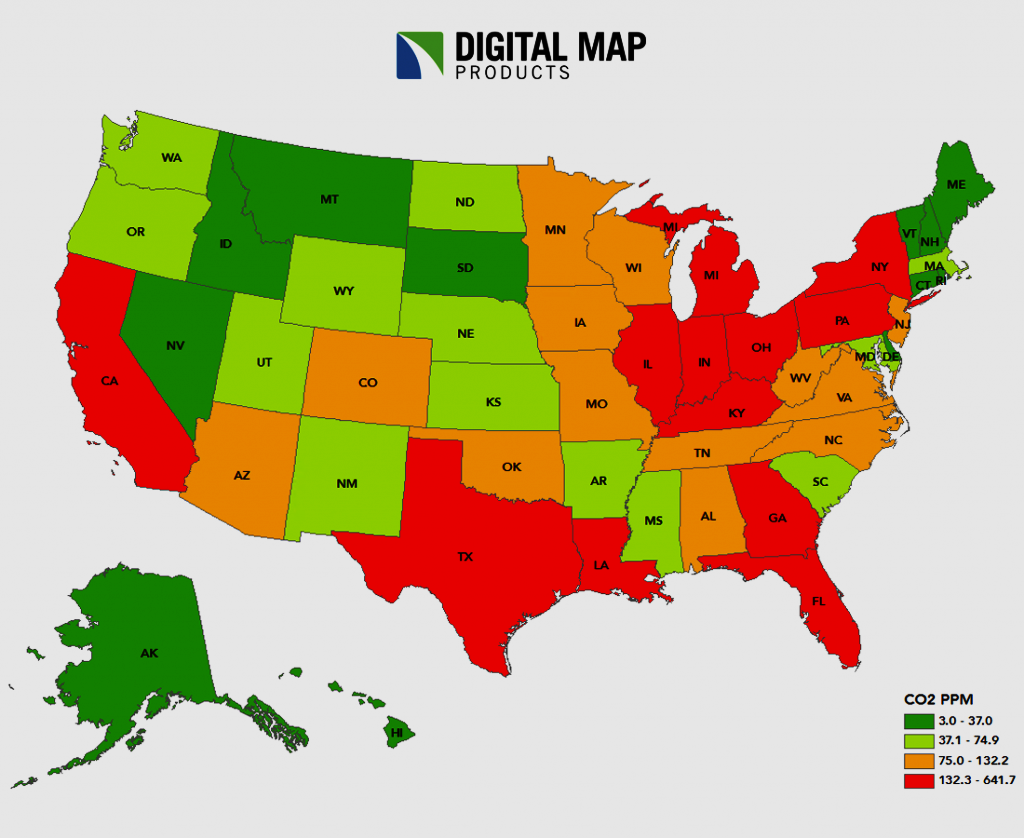 DIGITAL MAP
PRODUCTS
WA
OR
CA
ID
NV
MT
WY
UT
AZ
CO
NM
ND
SD
NE
KS
OK
TX
MN
IA
MO
AR
LA
WI
IL
MI
MI
IN
OH
KY
TN
MS
AL
GA
FL
SC
NC
VA
WV
MD
DE
PA
NJ
NY
CT
RI
MA
VT
NH
ME
AK
HI
CO2 PPM
3.0 - 37.0
37.1 - 74.9
75.0 - 132.2
132.3 - 641.7